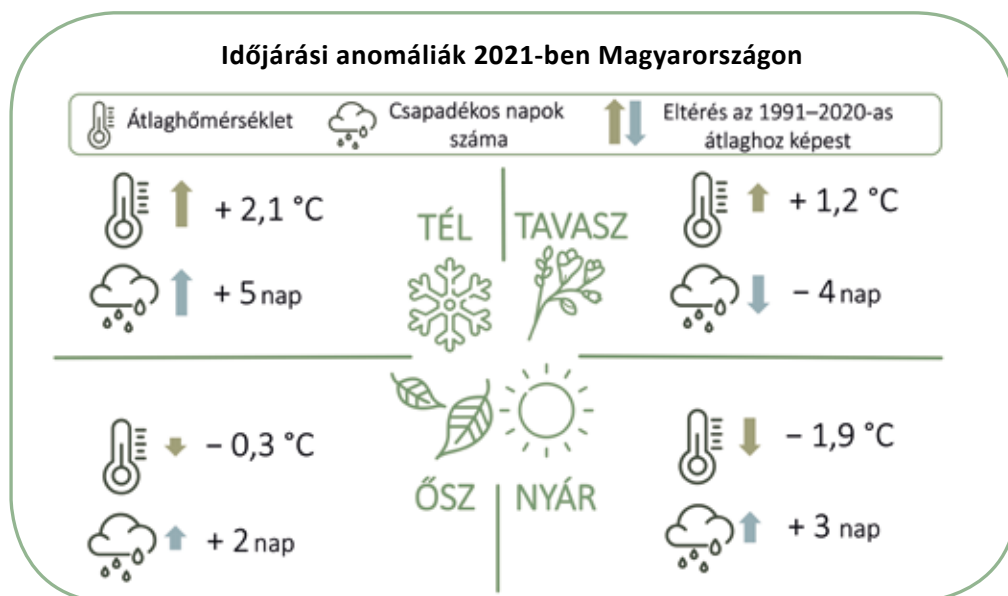 Időjárási anomáliák 2021-ben Magyarországon
Átlaghőmérséklet
Csapadékos napok
száma
Eltérés az 1991–2020-as
átlaghoz képest
+ 2,1 °C
+ 5 nap
TÉL
TAVASZ
+ 1,2 °C
− 4 nap
− 0,3 °C
+ 2 nap
ŐSZ
NYÁR
− 1,9 °C
+ 3 nap